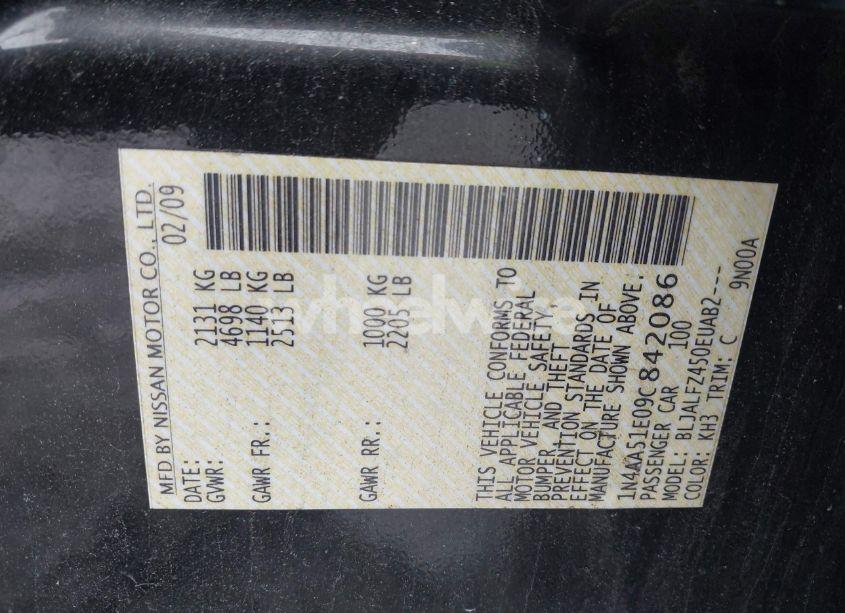 MFD BY NISSAN MOTOR CO., LTD.
DATE: 02/09
GVWR: 2131 KG
4698 LB
GAWR FR.: 1140 KG
2513 LB
GAWR RR.: 1000 KG
2205 LB
THIS VEHICLE CONFORMS TO
ALL APPLICABLE FEDERAL
MOTOR VEHICLE SAFETY,
BUMPER, AND THEFT
PREVENTION STANDARDS IN
EFFECT ON THE DATE OF
MANUFACTURE SHOWN ABOVE.
1N4AA51E09C842086
PASSENGER CAR 100
MODEL: BLJALFZ450EUAB2---
COLOR: KH3 TRIM: C 9N00A
wheelwire